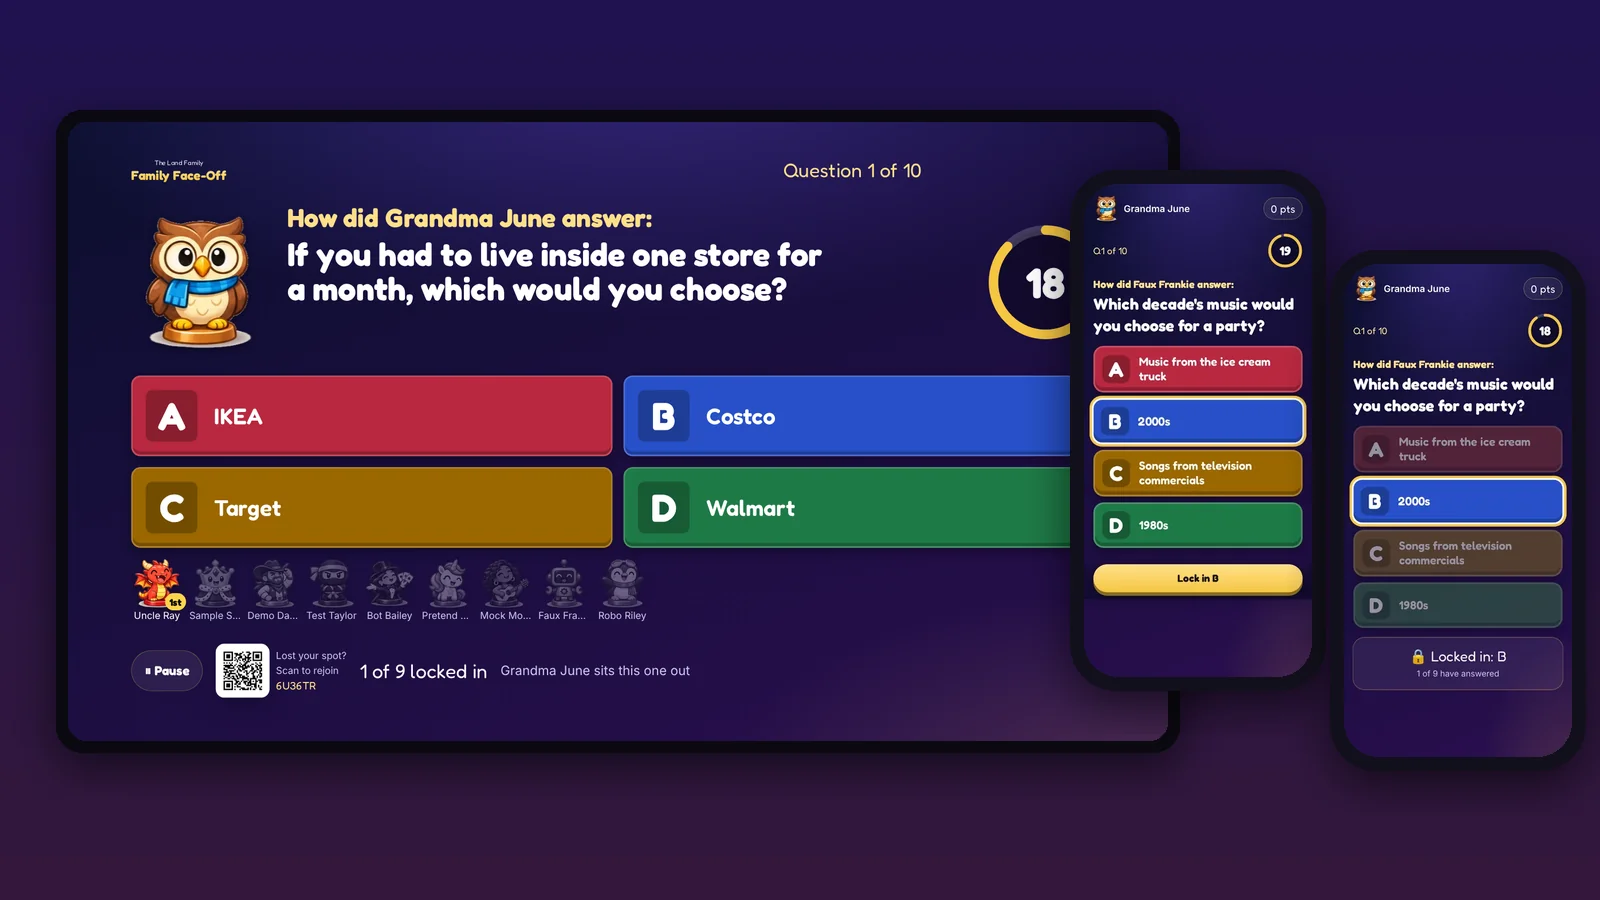 The Land Family
Family Face-Off
Question 1 of 10
How did Grandma June answer:
If you had to live inside one store for
a month, which would you choose?
18
A IKEA
B Costco
C Target
D Walmart
1st
Uncle Ray Sample S... Demo Da... Test Taylor Bot Bailey Pretend ... Mock Mo... Faux Fra... Robo Riley
Pause
Lost your spot?
Scan to rejoin
6U36TR
1 of 9 locked in
Grandma June sits this one out
Grandma June
0 pts
Q1 of 10
19
How did Faux Frankie answer:
Which decade's music would
you choose for a party?
A Music from the ice cream
truck
B 2000s
C Songs from television
commercials
D 1980s
Lock in B
Grandma June
0 pts
Q1 of 10
18
How did Faux Frankie answer:
Which decade's music would
you choose for a party?
A Music from the ice cream
truck
B 2000s
C Songs from television
commercials
D 1980s
🔒 Locked in: B
1 of 9 have answered